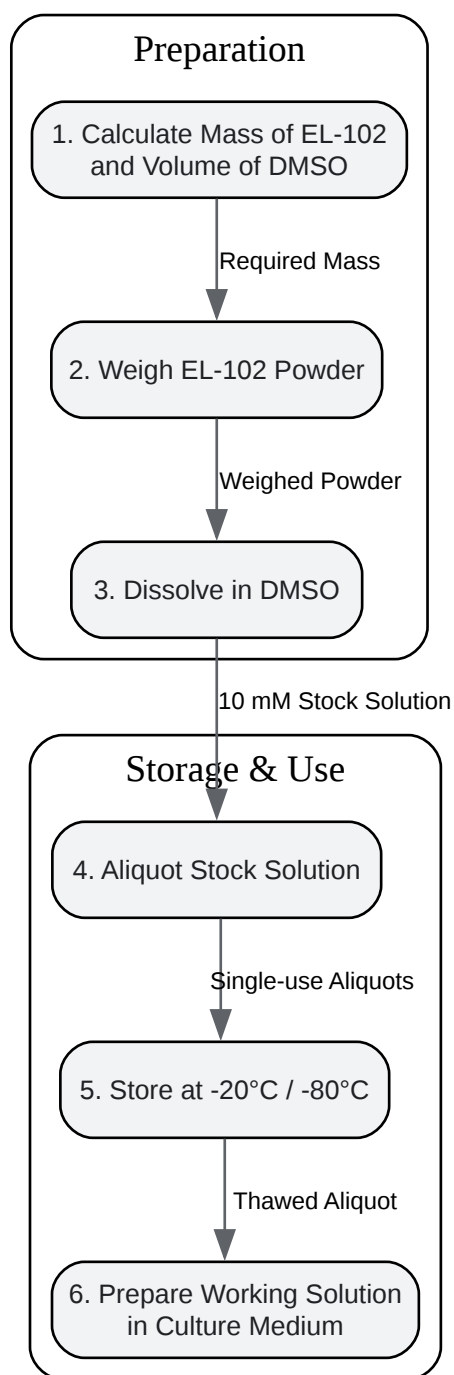 Preparation
1. Calculate Mass of EL-102
and Volume of DMSO
Required Mass
2. Weigh EL-102 Powder
Weighed Powder
3. Dissolve in DMSO
10 mM Stock Solution
Storage & Use
4. Aliquot Stock Solution
Single-use Aliquots
5. Store at -20°C / -80°C
Thawed Aliquot
6. Prepare Working Solution
in Culture Medium